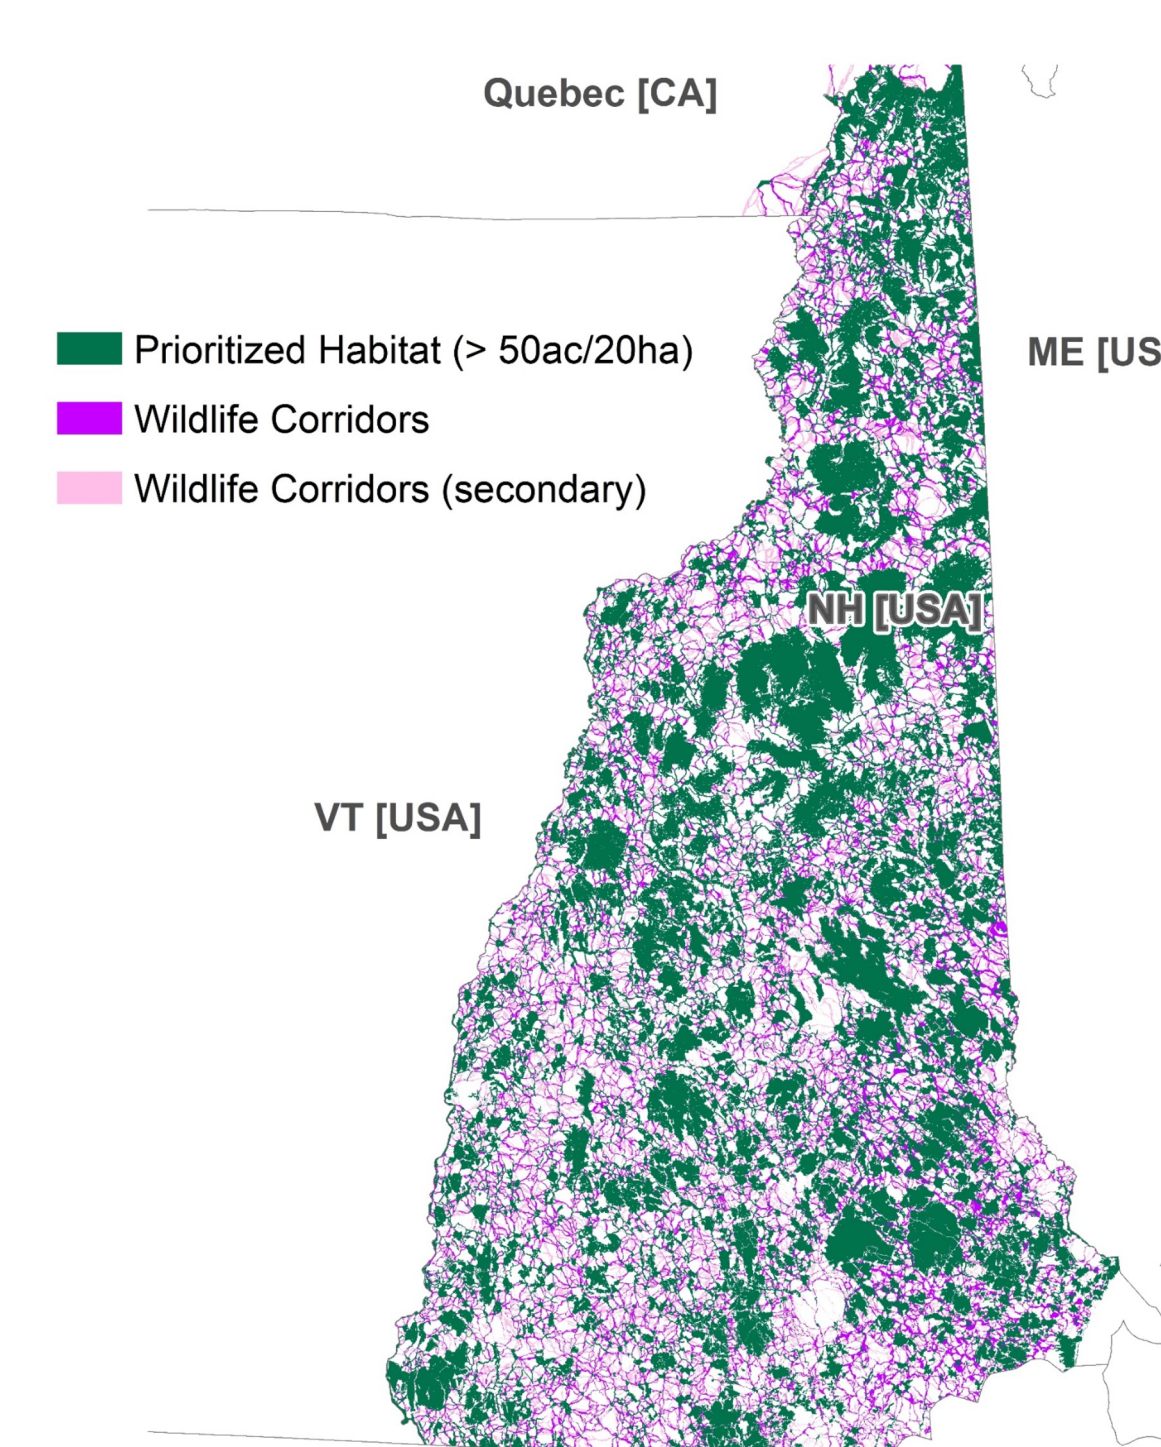 Quebec [CA]
Prioritized Habitat (> 50ac/20ha)
ME [US
Wildlife Corridors
Wildlife Corridors (secondary)
NH [USA]
VT [USA]